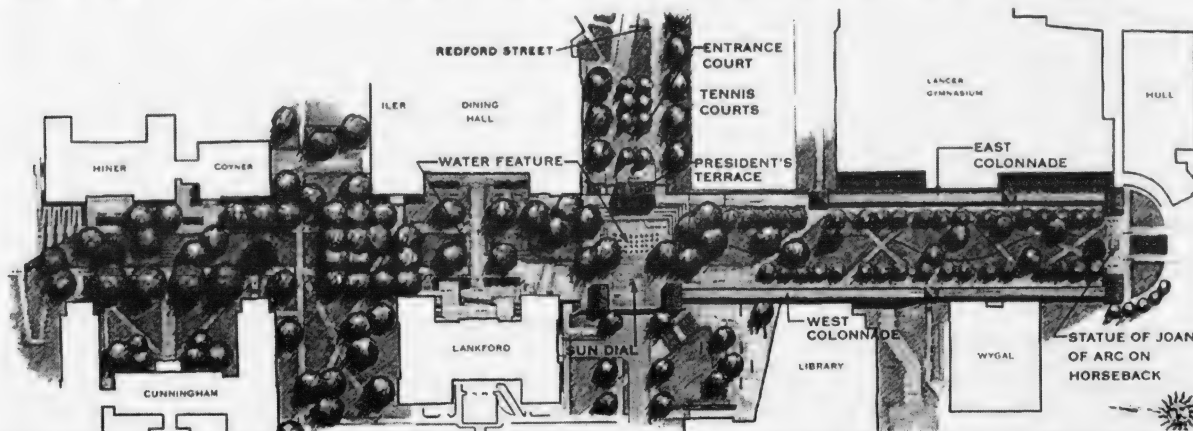 REDFORD STREET
ENTRANCE
COURT
TENNIS
COURTS
ILER
DINING
HALL
LANCER
GYMNASIUM
HULL
HINER
COYNER
WATER FEATURE
PRESIDENT'S
TERRACE
EAST
COLONNADE
LANKFORD
SUN DIAL
WEST
COLONNADE
LIBRARY
WYGAL
STATUE OF JOAN
OF ARC ON
HORSEBACK
CUNNINGHAM